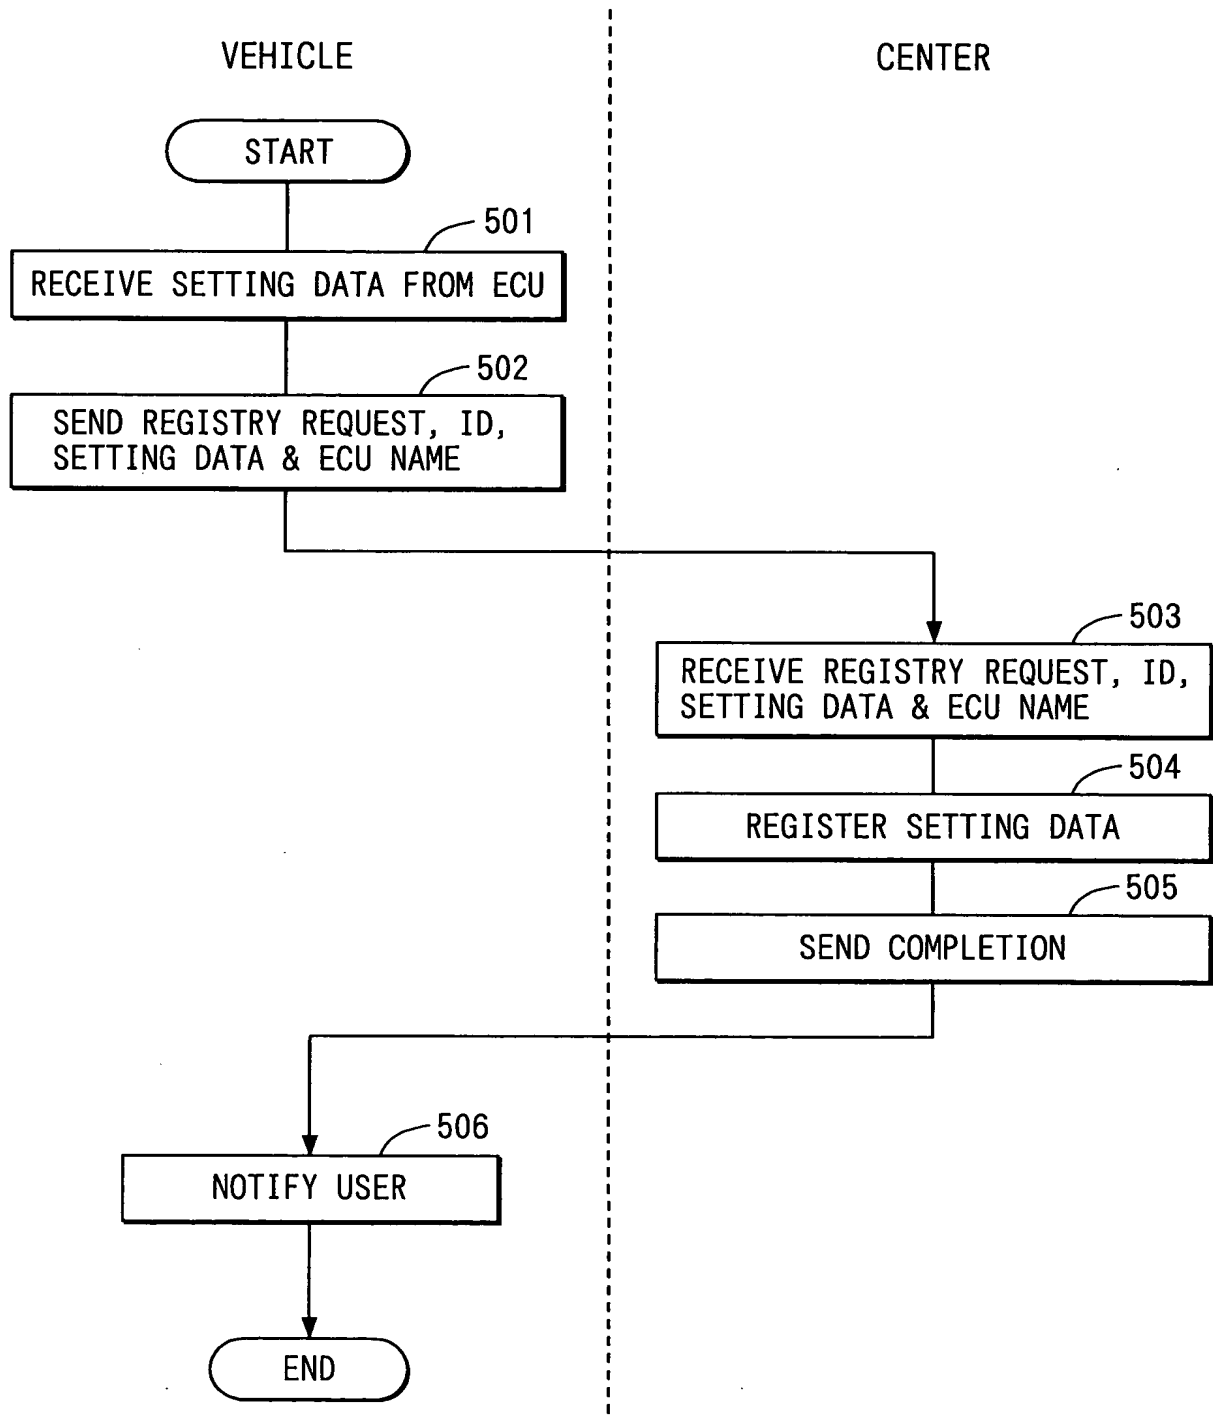 VEHICLE
CENTER
START
501
RECEIVE SETTING DATA FROM ECU
502
SEND REGISTRY REQUEST, ID,
SETTING DATA & ECU NAME
503
RECEIVE REGISTRY REQUEST, ID,
SETTING DATA & ECU NAME
504
REGISTER SETTING DATA
505
SEND COMPLETION
506
NOTIFY USER
END